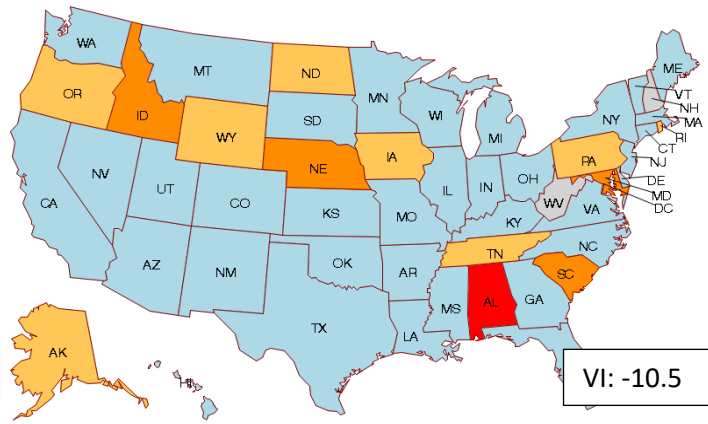 WA
MT
ND
MN
ME
VT
NH
MA
RI
CT
NJ
DE
MD
DC
OR
ID
WY
SD
WI
MI
NY
PA
NE
IA
IL
IN
OH
WV
VA
CA
NV
UT
CO
KS
MO
KY
NC
TN
AZ
NM
OK
AR
SC
MS
AL
GA
TX
LA
AK
HI
VI: -10.5